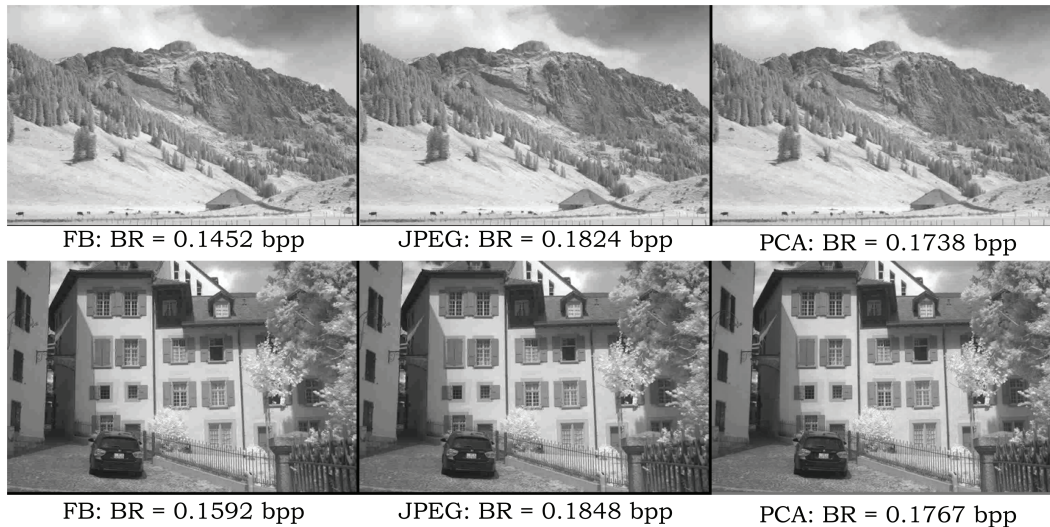 FB: BR = 0.1452 bpp
JPEG: BR = 0.1824 bpp
PCA: BR = 0.1738 bpp
FB: BR = 0.1592 bpp
JPEG: BR = 0.1848 bpp
PCA: BR = 0.1767 bpp